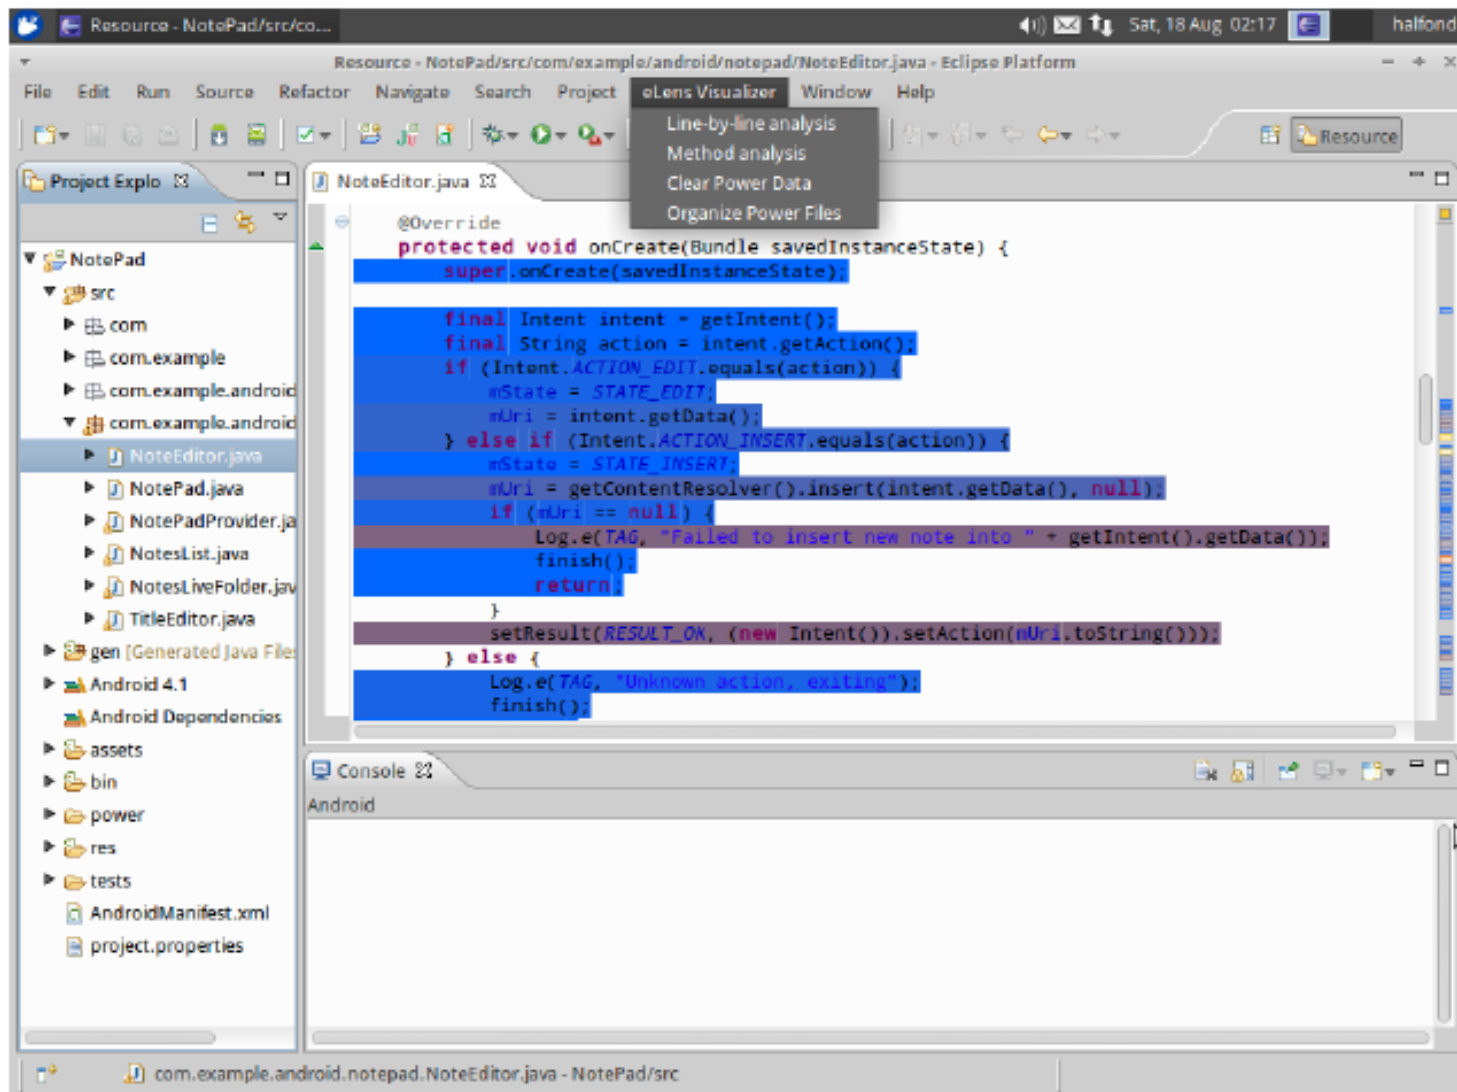 Resource - NotePad/src/co... Sat, 18 Aug 02:17 halfond
Resource - NotePad/src/com/example/android/notepad/NoteEditor.java - Eclipse Platform
File Edit Run Source Refactor Navigate Search Project eLens Visualizer Window Help
Line-by-line analysis
Method analysis
Clear Power Data
Organize Power Files
Resource
Project Explo
NotePad
src
com
com.example
com.example.android
com.example.android
NoteEditor.java
NotePad.java
NotePadProvider.ja
NotesList.java
NotesLiveFolder.jav
TitleEditor.java
gen [Generated Java Files
Android 4.1
Android Dependencies
assets
bin
power
res
tests
AndroidManifest.xml
project.properties
NoteEditor.java
@Override
protected void onCreate(Bundle savedInstanceState) {
super.onCreate(savedInstanceState);
final Intent intent = getIntent();
final String action = intent.getAction();
if (Intent.ACTION_EDIT.equals(action)) {
mState = STATE_EDIT;
mUri = intent.getData();
} else if (Intent.ACTION_INSERT.equals(action)) {
mState = STATE_INSERT;
mUri = getContentResolver().insert(intent.getData(), null);
if (mUri == null) {
Log.e(TAG, "Failed to insert new note into " + getIntent().getData());
finish();
return;
}
setResult(RESULT_OK, (new Intent()).setAction(mUri.toString()));
} else {
Log.e(TAG, "Unknown action, exiting");
finish();
Console
Android
com.example.android.notepad.NoteEditor.java - NotePad/src